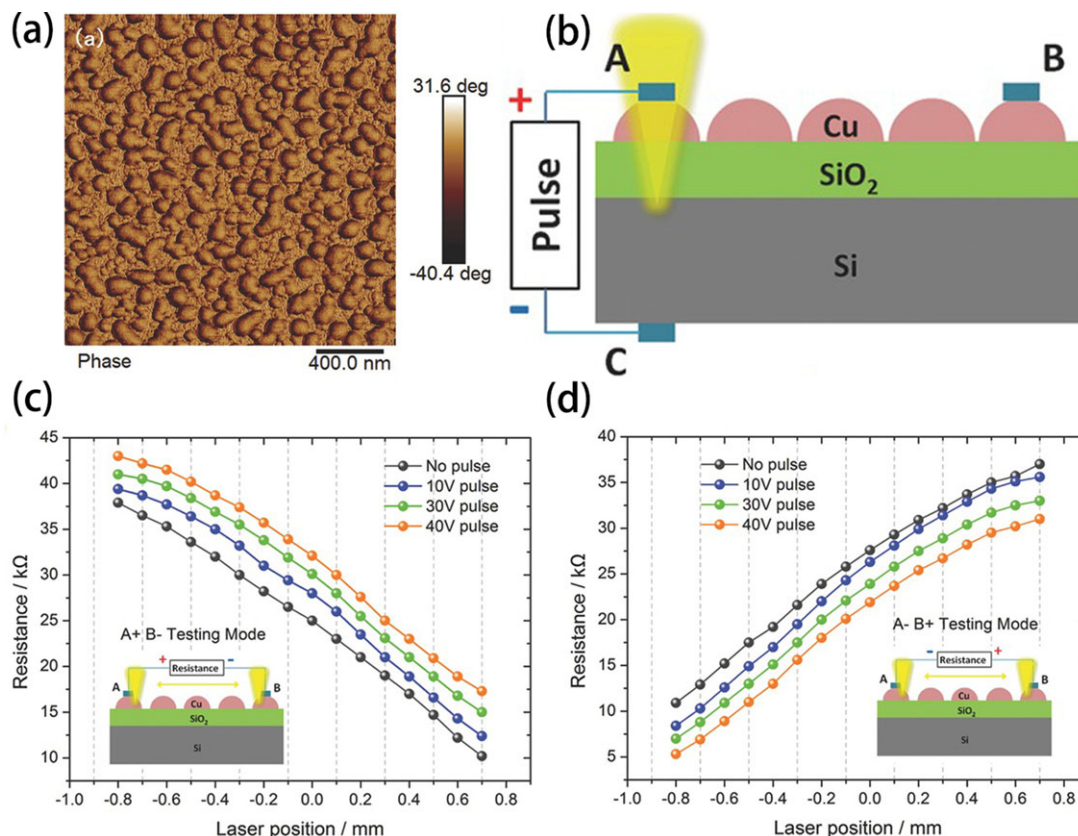 (a)
(a)
31.6 deg
-40.4 deg
Phase
400.0 nm
(b)
A
B
+
Pulse
-
Cu
SiO2
Si
C
(c)
45
40
35
30
25
20
15
10
Resistance / kΩ
No pulse
10V pulse
30V pulse
40V pulse
A+ B- Testing Mode
+ Resistance -
A
B
Cu
SiO2
Si
-1.0 -0.8 -0.6 -0.4 -0.2 0.0 0.2 0.4 0.6 0.8
Laser position / mm
(d)
40
35
30
25
20
15
10
5
Resistance / kΩ
No pulse
10V pulse
30V pulse
40V pulse
A- B+ Testing Mode
- Resistance +
A
B
Cu
SiO2
Si
-1.0 -0.8 -0.6 -0.4 -0.2 0.0 0.2 0.4 0.6 0.8
Laser position / mm